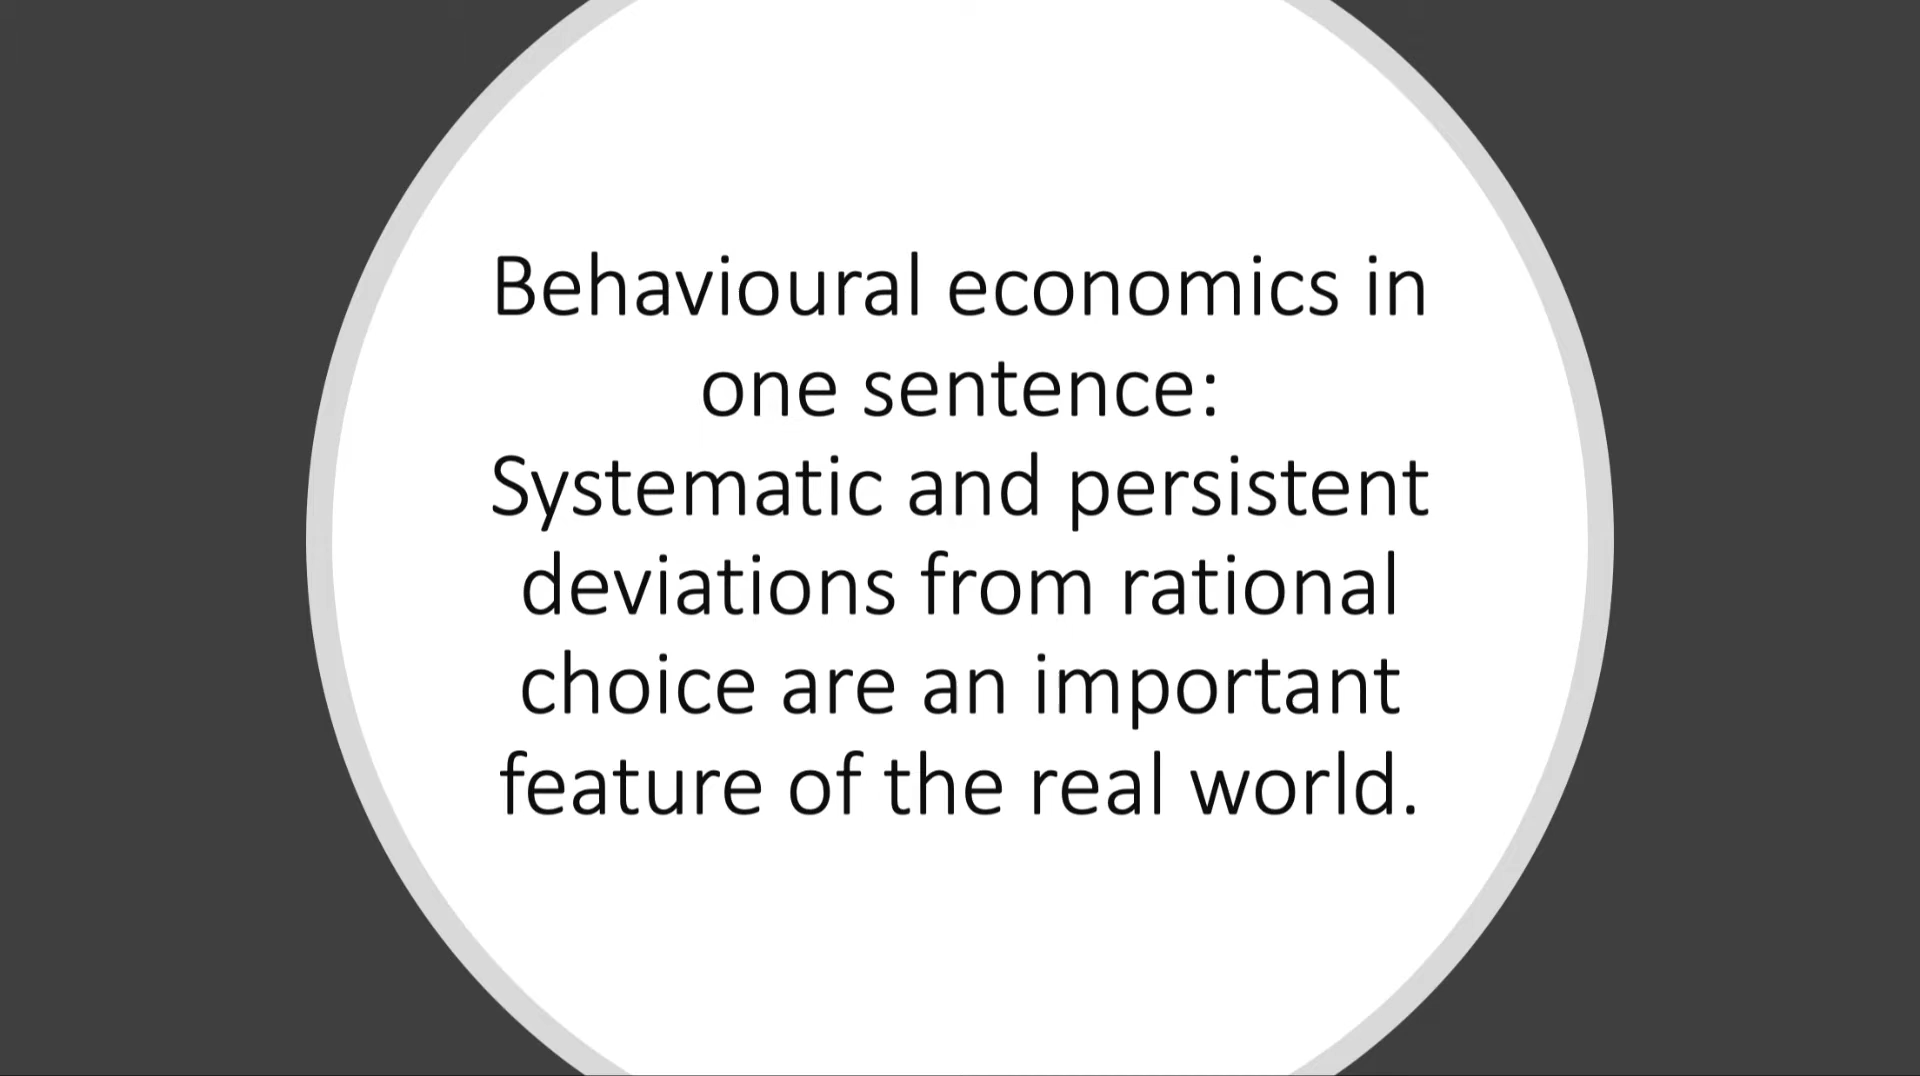 Behavioural economics in
one sentence:
Systematic and persistent
deviations from rational
choice are an important
feature of the real world.